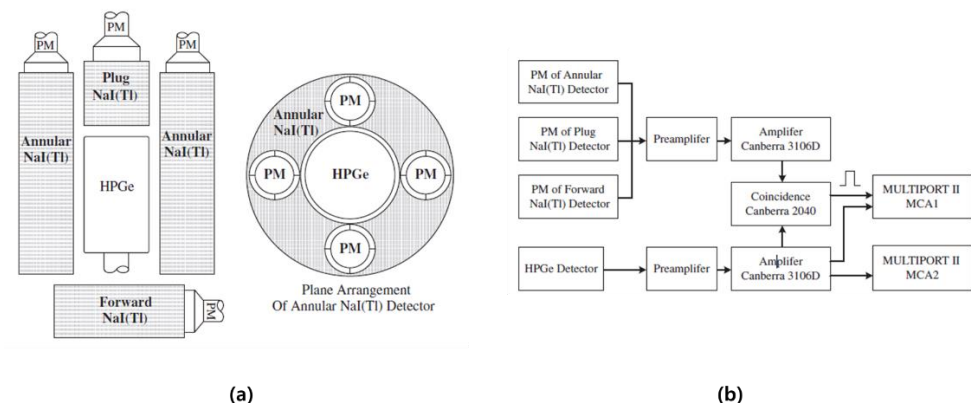 PM
PM
PM
Plug
NaI(Tl)
Annular
NaI(Tl)
Annular
NaI(Tl)
HPGe
Forward
NaI(Tl)
PM
PM
Annular
NaI(Tl)
PM
HPGe
PM
PM
Plane Arrangement
Of Annular NaI(Tl) Detector
(a)
PM of Annular
NaI(Tl) Detector
PM of Plug
NaI(Tl) Detector
PM of Forward
NaI(Tl) Detector
HPGe Detector
Preamplifer
Preamplifer
Amplifer
Canberra 3106D
Coincidence
Canberra 2040
Amplifer
Canberra 3106D
MULTIPORT II
MCA1
MULTIPORT II
MCA2
(b)